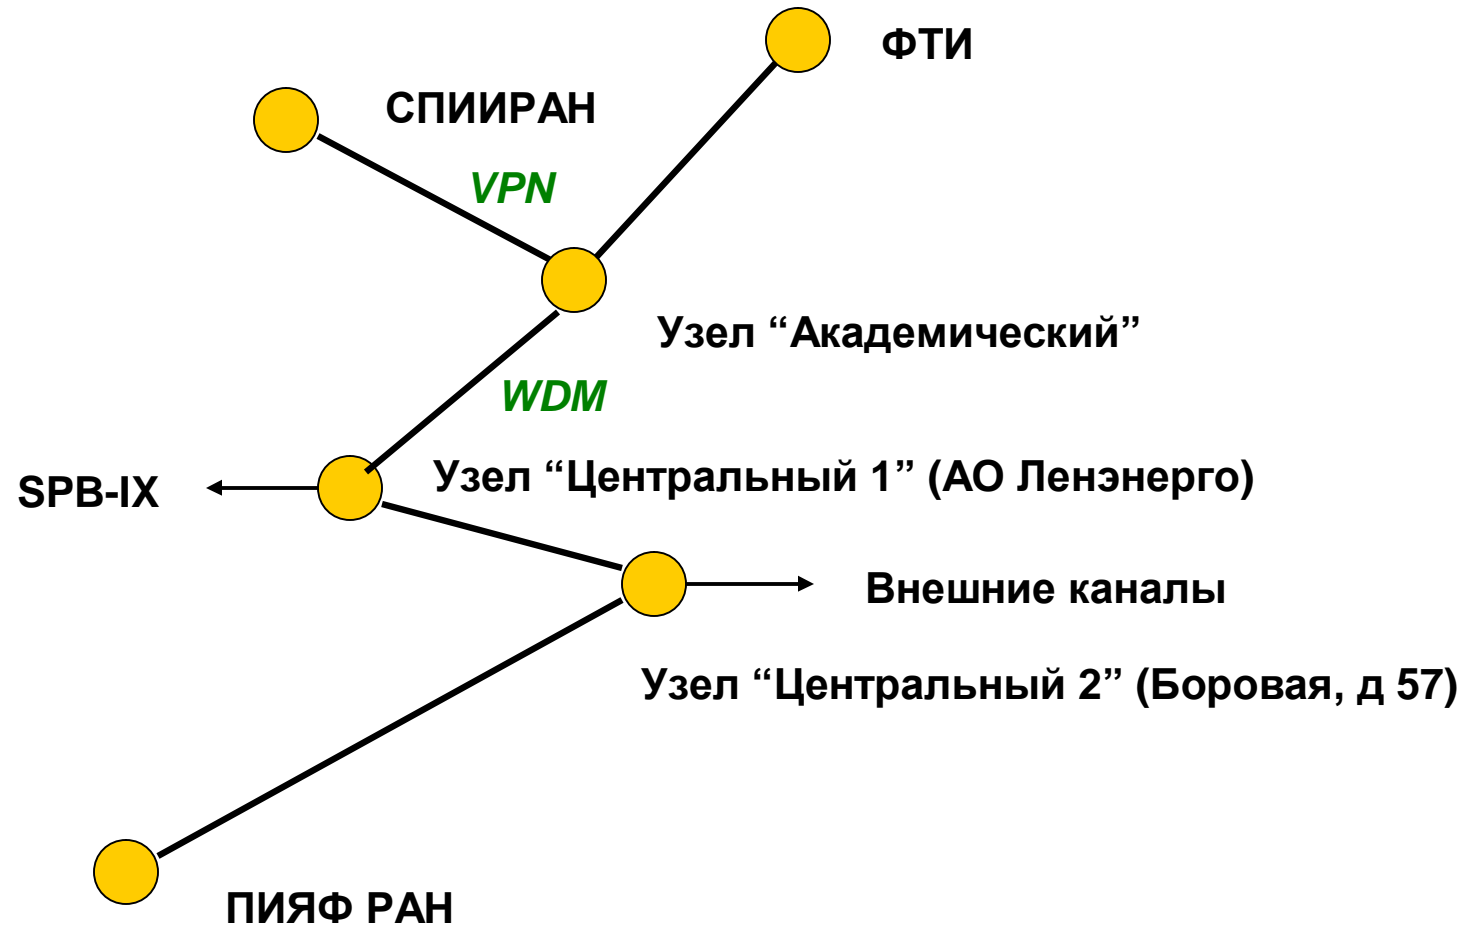 ФТИ
СПИИРАН
VPN
Узел “Академический”
WDM
Узел “Центральный 1” (АО Ленэнерго)
SPB-IX
Внешние каналы
Узел “Центральный 2” (Боровая, д 57)
ПИЯФ РАН